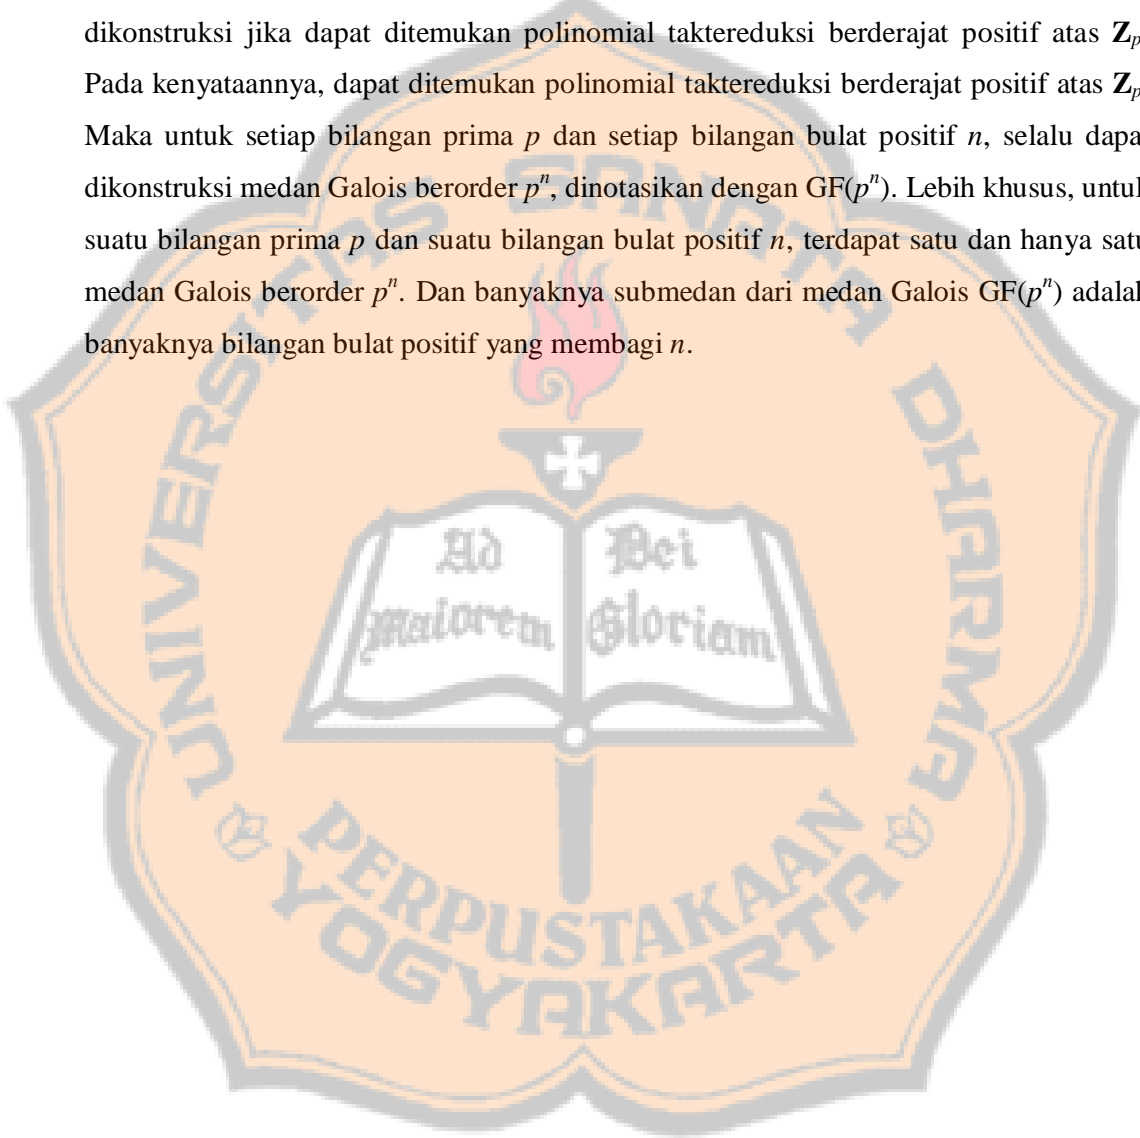 dikonstruksi jika dapat ditemukan polinomial taktereduksi berderajat positif atas Zp
Pada kenyataannya, dapat ditemukan polinomial taktereduksi berderajat positif atas Zp
Maka untuk setiap bilangan prima p dan setiap bilangan bulat positif n, selalu dapa
dikonstruksi medan Galois berorder pⁿ, dinotasikan dengan GF(pⁿ). Lebih khusus, untu
suatu bilangan prima p dan suatu bilangan bulat positif n, terdapat satu dan hanya satu
medan Galois berorder pⁿ. Dan banyaknya submedan dari medan Galois GF(pⁿ) adala
banyaknya bilangan bulat positif yang membagi n.
UNIVERSITAS SANATA DHARMA
Ad
maiorem
Dei
Gloriam
PERPUSTAKAAN
YOGYAKARTA